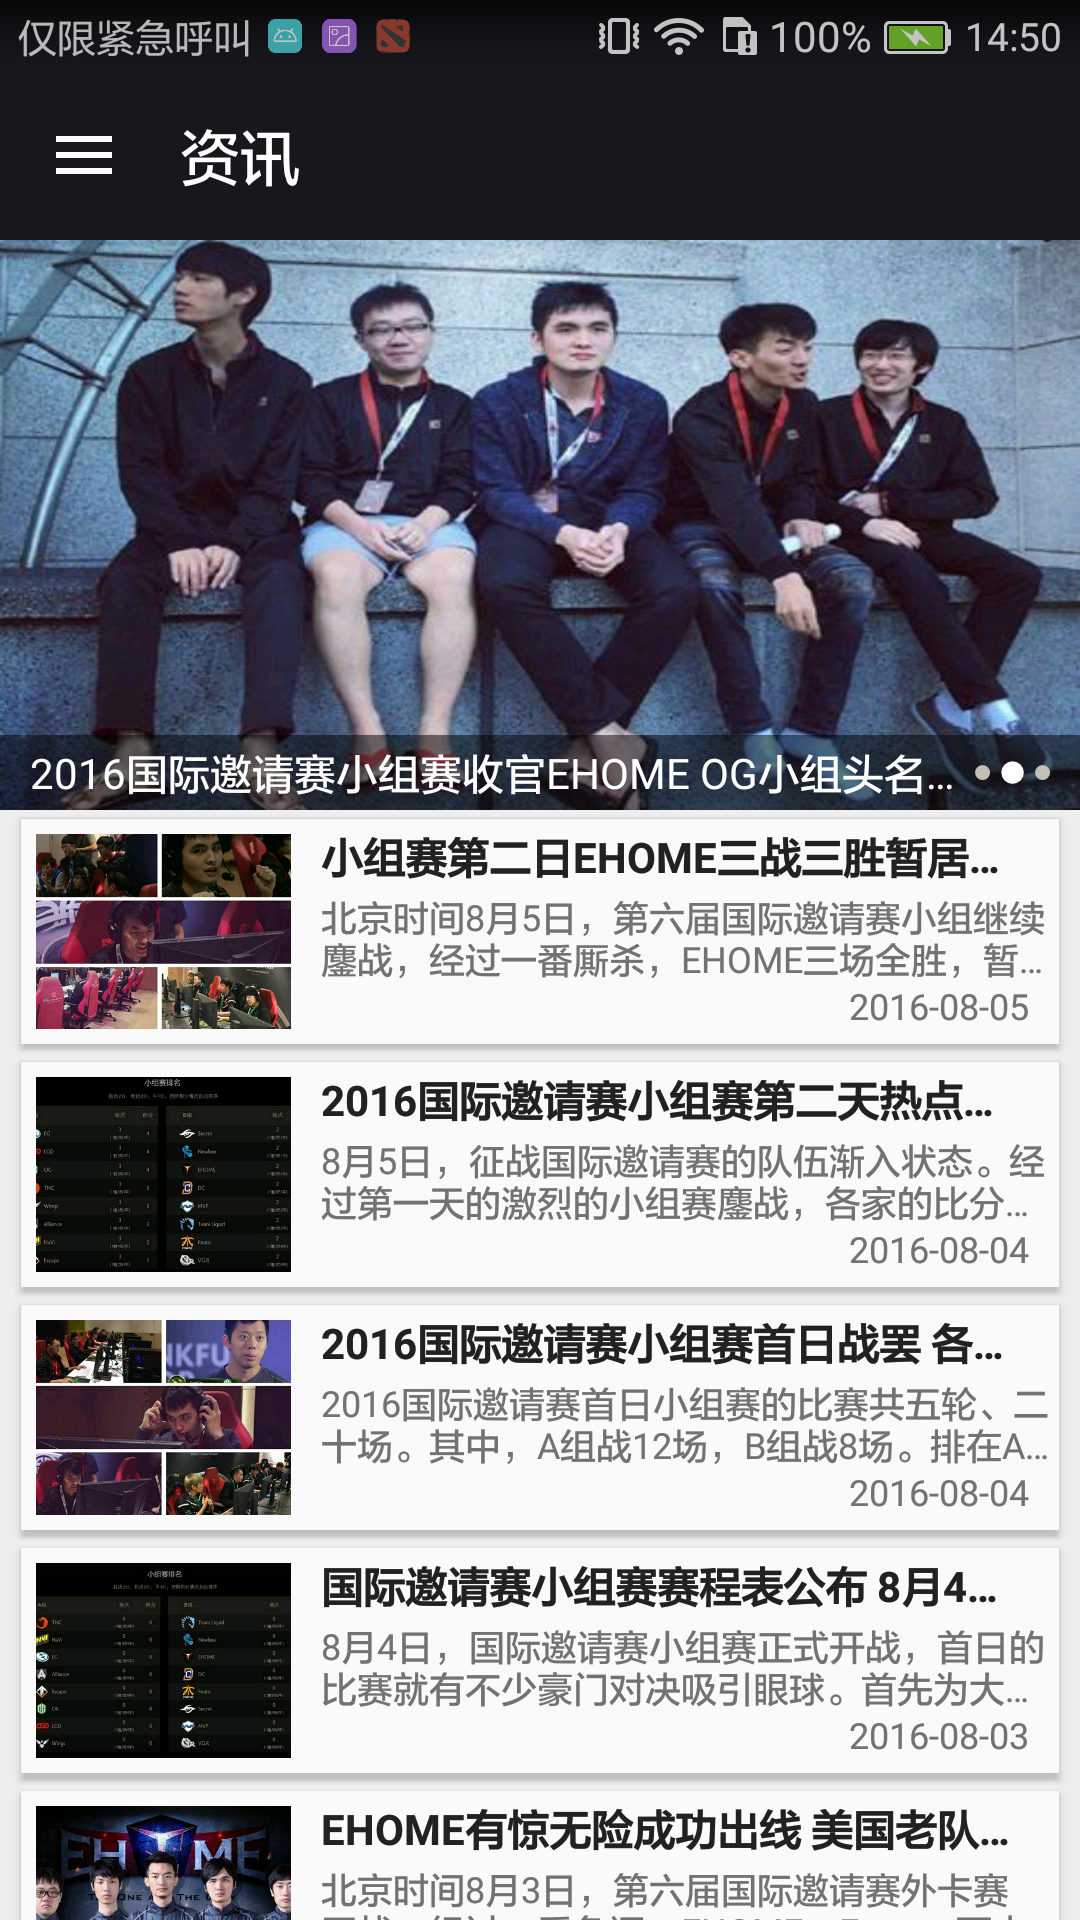 仅限紧急呼叫 100% 14:50
资讯
2016国际邀请赛小组赛收官EHOME OG小组头名...
小组赛第二日EHOME三战三胜暂居...
北京时间8月5日，第六届国际邀请赛小组继续
鏖战，经过一番厮杀，EHOME三场全胜，暂...
2016-08-05
小组赛排名
2016国际邀请赛小组赛第二天热点...
8月5日，征战国际邀请赛的队伍渐入状态。经
过第一天的激烈的小组赛鏖战，各家的比分...
2016-08-04
2016国际邀请赛小组赛首日战罢 各...
2016国际邀请赛首日小组赛的比赛共五轮、二
十场。其中，A组战12场，B组战8场。排在A...
2016-08-04
小组赛排名
国际邀请赛小组赛赛程表公布 8月4...
8月4日，国际邀请赛小组赛正式开战，首日的
比赛就有不少豪门对决吸引眼球。首先为大...
2016-08-03
EHOME
EHOME有惊无险成功出线 美国老队...
北京时间8月3日，第六届国际邀请赛外卡赛